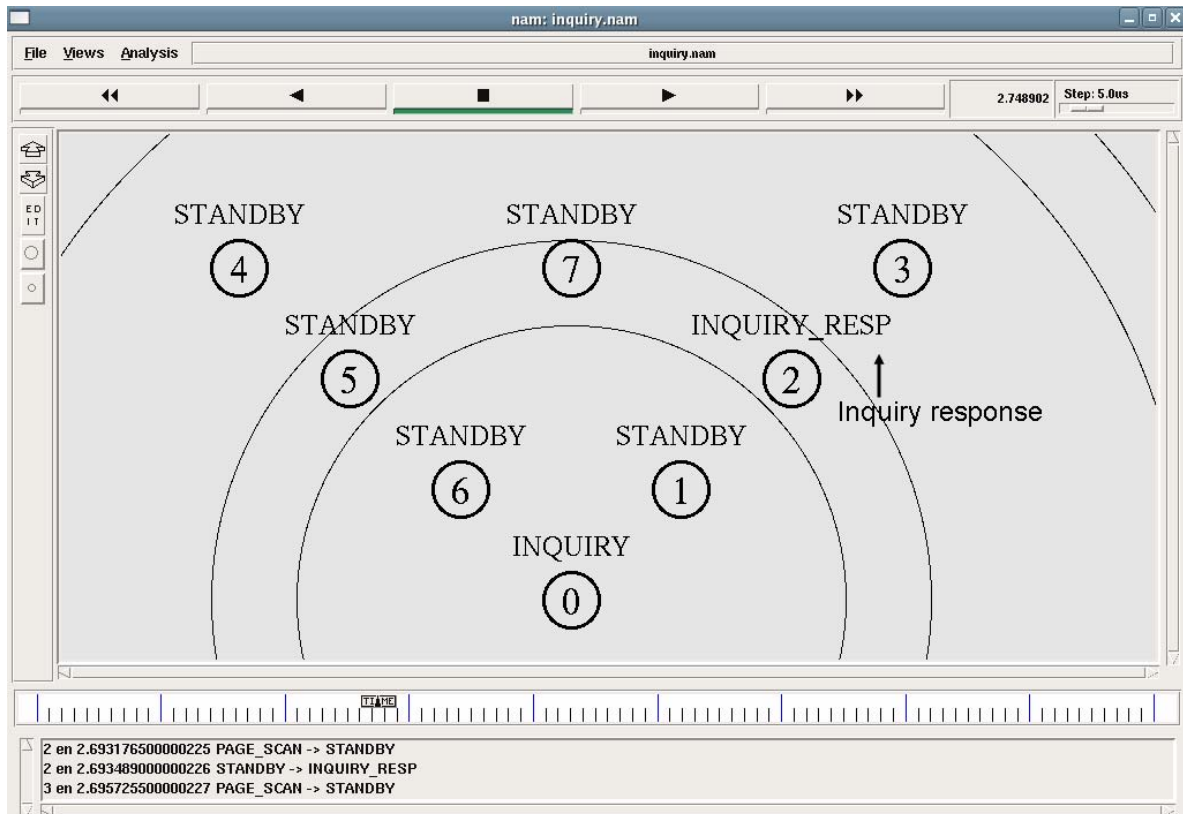 nam: inquiry.nam
File Views Analysis inquiry.nam
2.748902 Step: 5.0us
ED
IT
STANDBY STANDBY STANDBY
4 7 3
STANDBY INQUIRY_RESP
5 2
Inquiry response
STANDBY STANDBY
6 1
INQUIRY
0
TIME
2 en 2.693176500000225 PAGE_SCAN -> STANDBY
2 en 2.693489000000226 STANDBY -> INQUIRY_RESP
3 en 2.695725500000227 PAGE_SCAN -> STANDBY